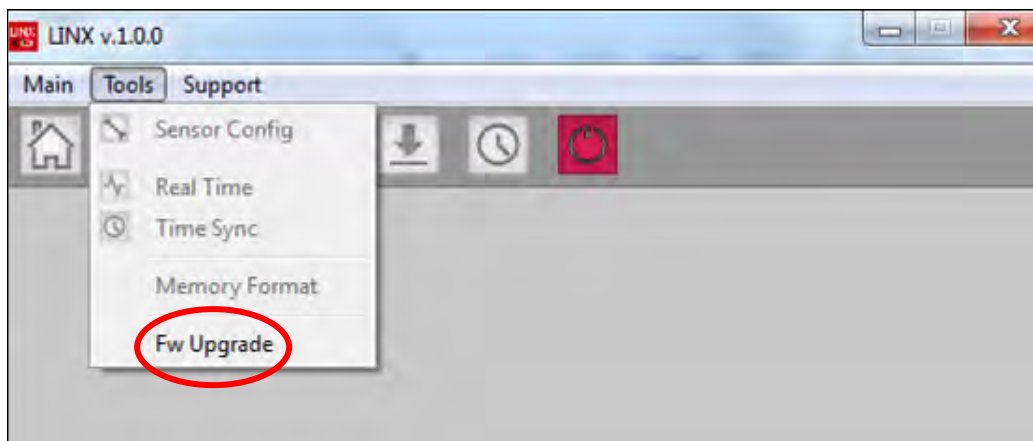 LINX v.1.0.0
Main Tools Support
Sensor Config
Real Time
Time Sync
Memory Format
Fw Upgrade